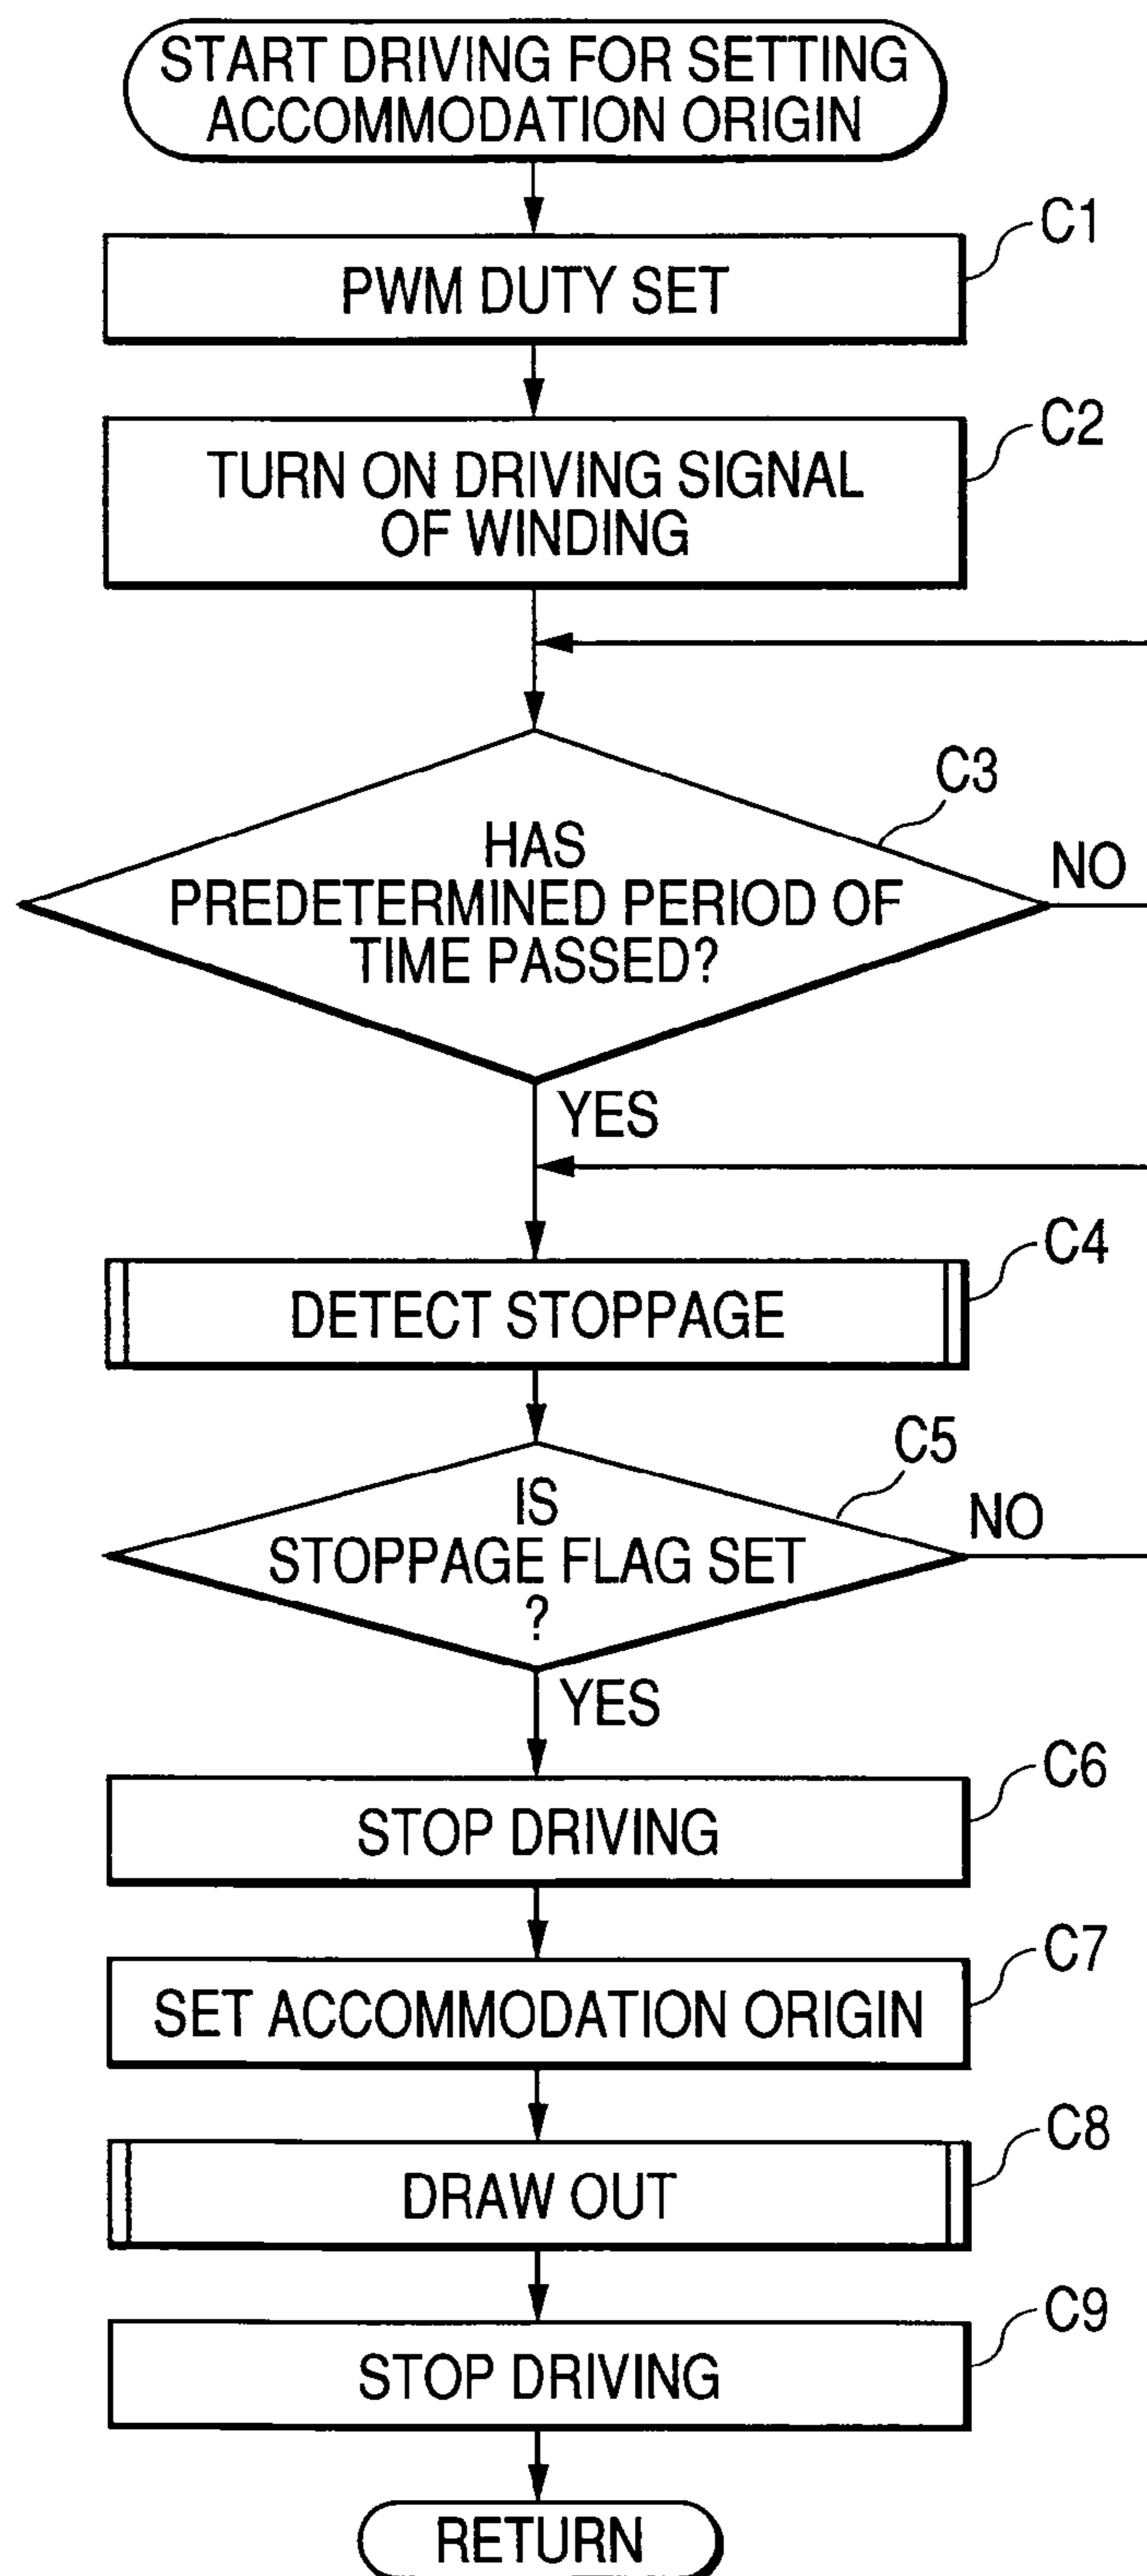 START DRIVING FOR SETTING
ACCOMMODATION ORIGIN
C1
PWM DUTY SET
C2
TURN ON DRIVING SIGNAL
OF WINDING
C3
HAS
PREDETERMINED PERIOD OF
TIME PASSED?
NO
YES
C4
DETECT STOPPAGE
C5
IS
STOPPAGE FLAG SET
?
NO
YES
C6
STOP DRIVING
C7
SET ACCOMMODATION ORIGIN
C8
DRAW OUT
C9
STOP DRIVING
RETURN